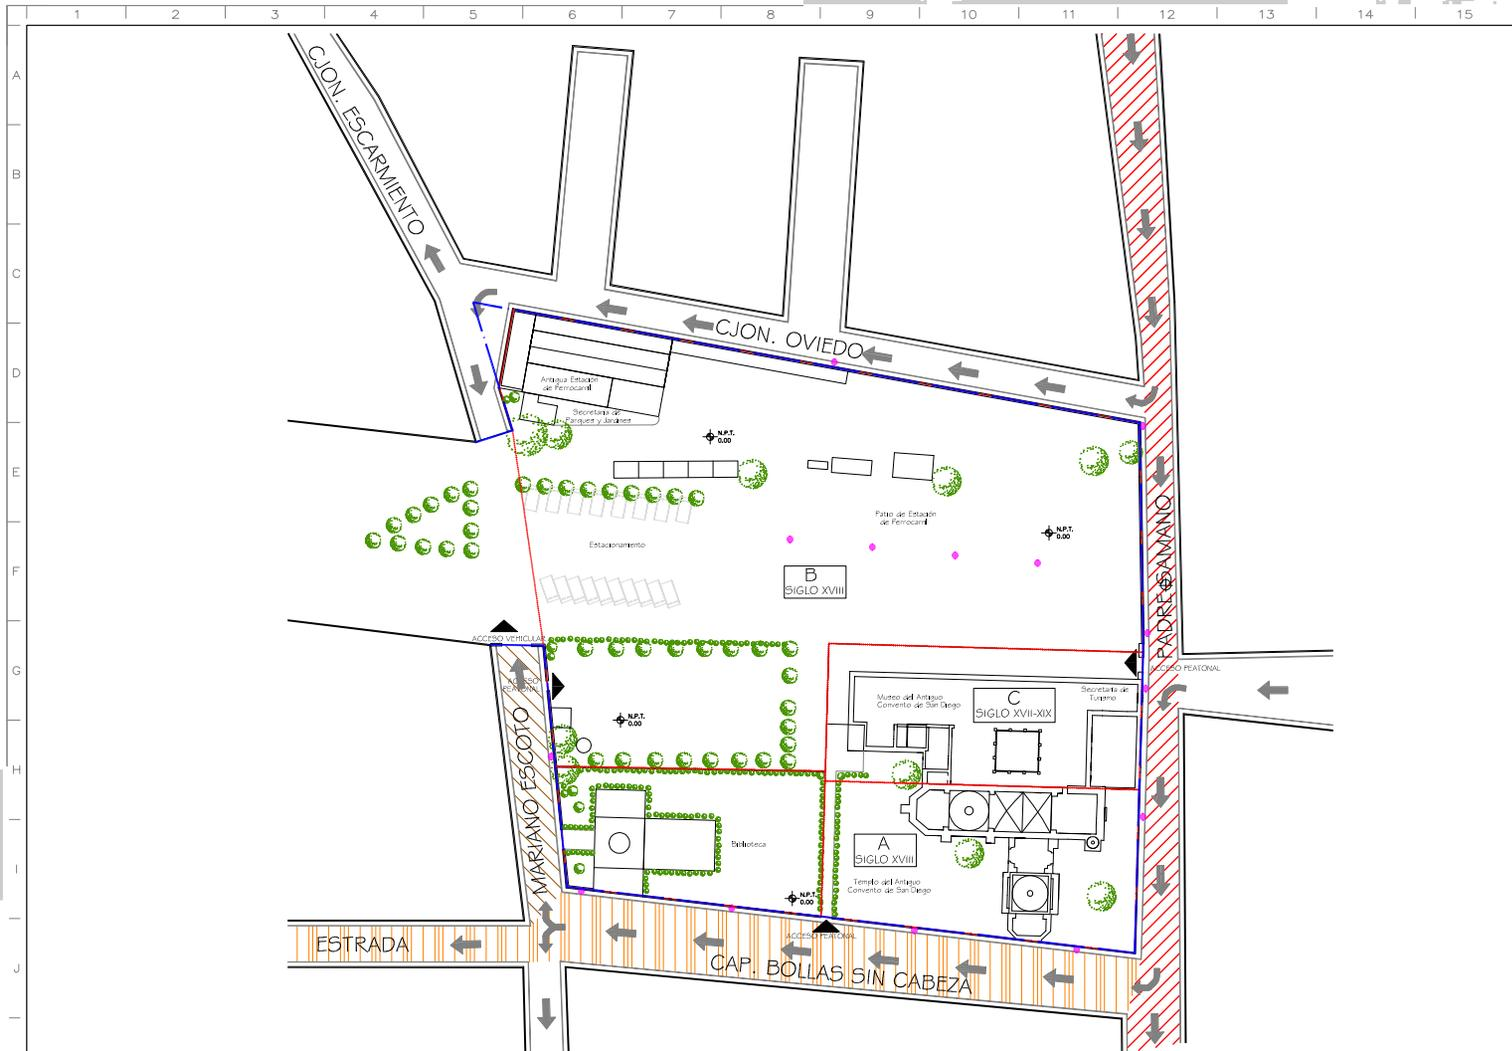 1 2 3 4 5 6 7 8 9 10 11 12 13 14 15
A
B
C
D
E
F
G
H
I
J
CJON. ESCARMIENTO
CJON. OVIEDO
Antigua Estación
de Ferrocarril
Secretaria de
Parques y Jardines
N.P.T.
0.00
Patio de Estación
de Ferrocarril
N.P.T.
0.00
Estacionamiento
B
SIGLO XVIII
PADRE SAMANO
ACCESO VEHICULAR
ACCESO
PEATONAL
ACCESO PEATONAL
Museo del Antiguo
Convento de San Diego
C
SIGLO XVII-XIX
Secretaria de
Turismo
N.P.T.
0.00
MARIANO ESCOTO
Biblioteca
A
SIGLO XVIII
Templo del Antiguo
Convento de San Diego
N.P.T.
0.00
ACCESO PEATONAL
ESTRADA
CAP. BOLLAS SIN CABEZA